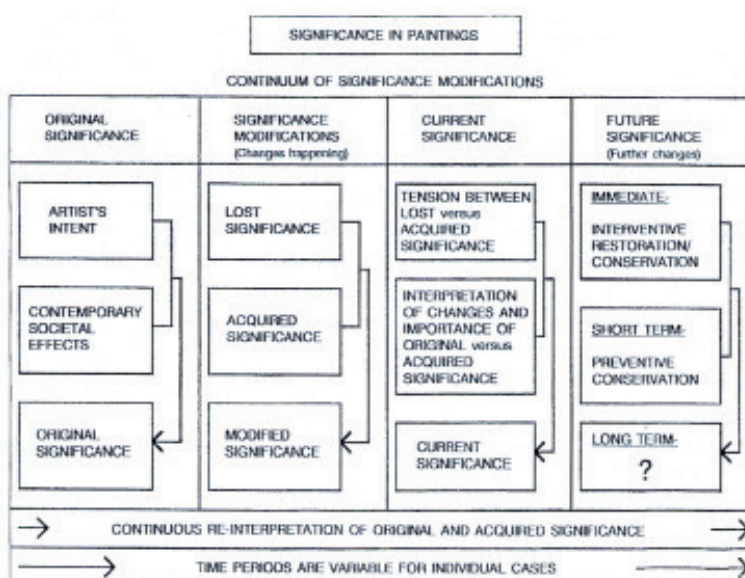 SIGNIFICANCE IN PAINTINGS
CONTINUUM OF SIGNIFICANCE MODIFICATIONS
ORIGINAL
SIGNIFICANCE
SIGNIFICANCE
MODIFICATIONS
(Changes happening)
CURRENT
SIGNIFICANCE
FUTURE
SIGNIFICANCE
(Further changes)
ARTIST'S
INTENT
CONTEMPORARY
SOCIETAL
EFFECTS
ORIGINAL
SIGNIFICANCE
LOST
SIGNIFICANCE
ACQUIRED
SIGNIFICANCE
MODIFIED
SIGNIFICANCE
TENSION BETWEEN
LOST versus
ACQUIRED
SIGNIFICANCE
INTERPRETATION
OF CHANGES AND
IMPORTANCE OF
ORIGINAL versus
ACQUIRED
SIGNIFICANCE
CURRENT
SIGNIFICANCE
IMMEDIATE-
INTERVENTIVE
RESTORATION/
CONSERVATION
SHORT TERM-
PREVENTIVE
CONSERVATION
LONG TERM-
?
CONTINUOUS RE-INTERPRETATION OF ORIGINAL AND ACQUIRED SIGNIFICANCE
TIME PERIODS ARE VARIABLE FOR INDIVIDUAL CASES